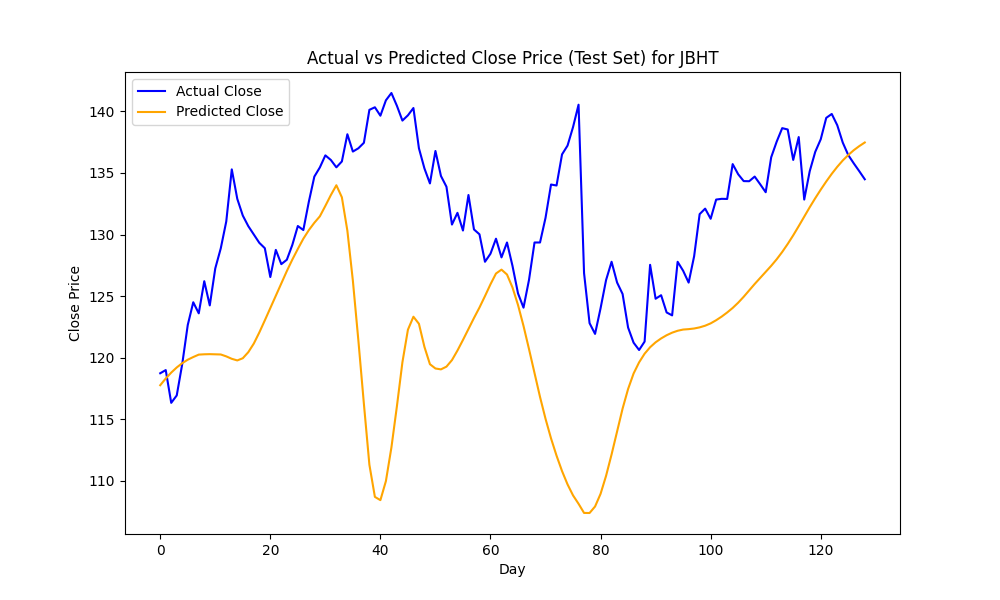 Actual vs Predicted Close Price (Test Set) for JBHT
Actual Close
Predicted Close
140
135
130
125
120
115
110
Close Price
0 20 40 60 80 100 120
Day